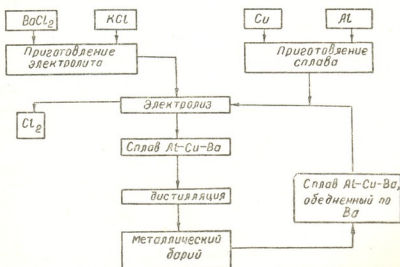 BaCl₂
KCl
Cu
Al
Приготовление
электролита
Приготовление
сплава
Электролиз
Cl₂
Сплав Al-Cu-Ba
дистилляция
Сплав Al-Cu-Ba,
обедненный по
Ba
Металлический
барий